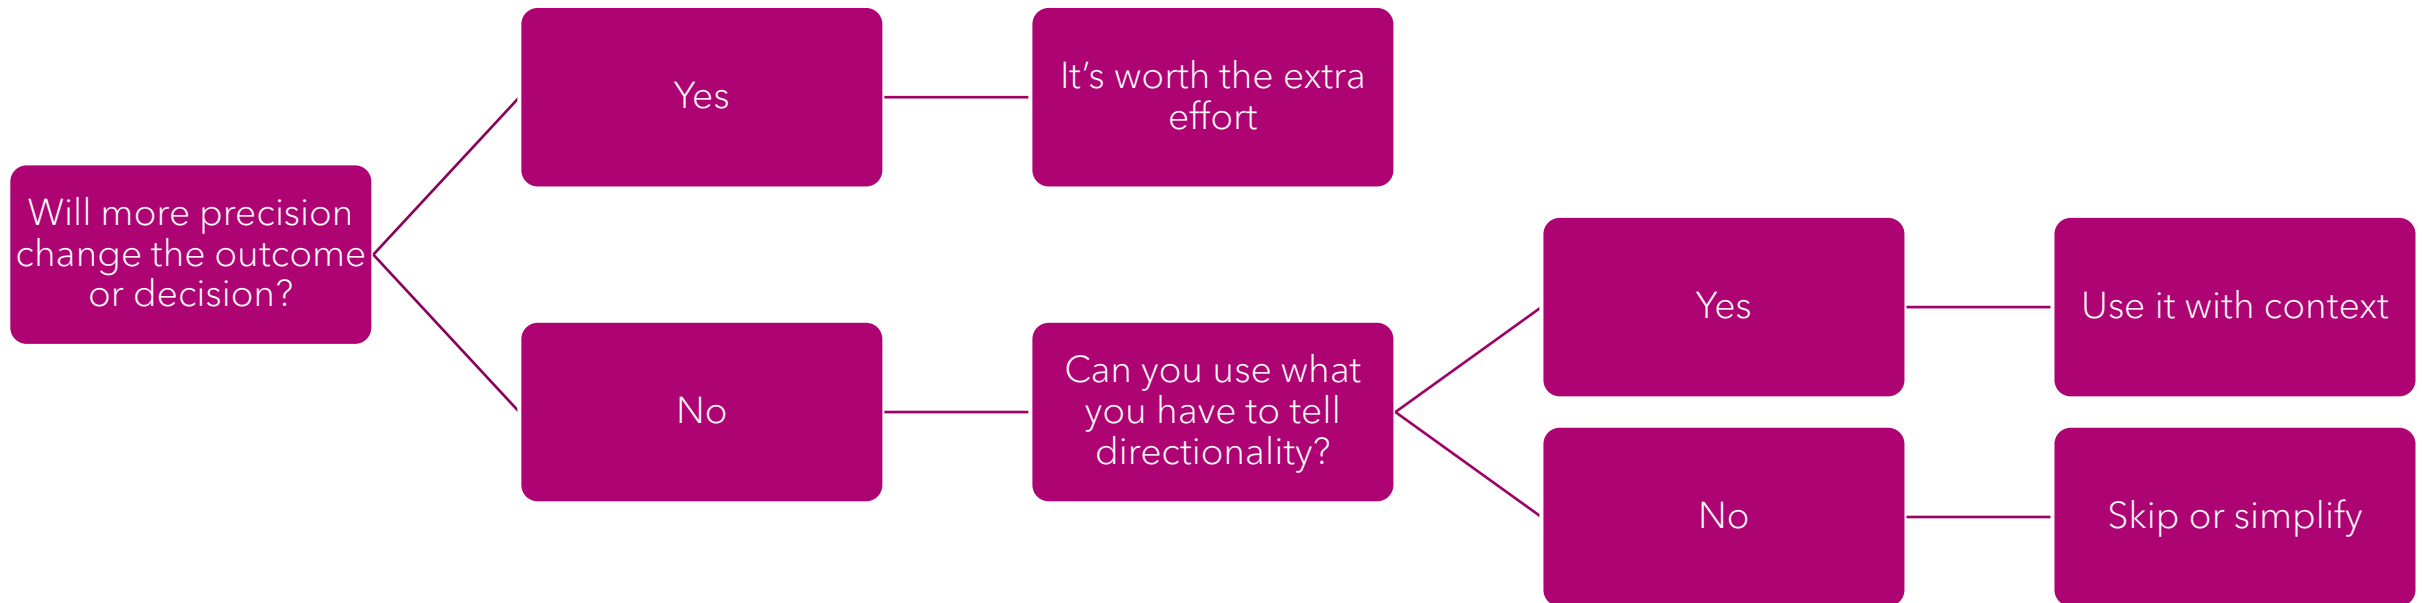 Will more precision
change the outcome
or decision?
Yes
It’s worth the extra
effort
No
Can you use what
you have to tell
directionality?
Yes
Use it with context
No
Skip or simplify